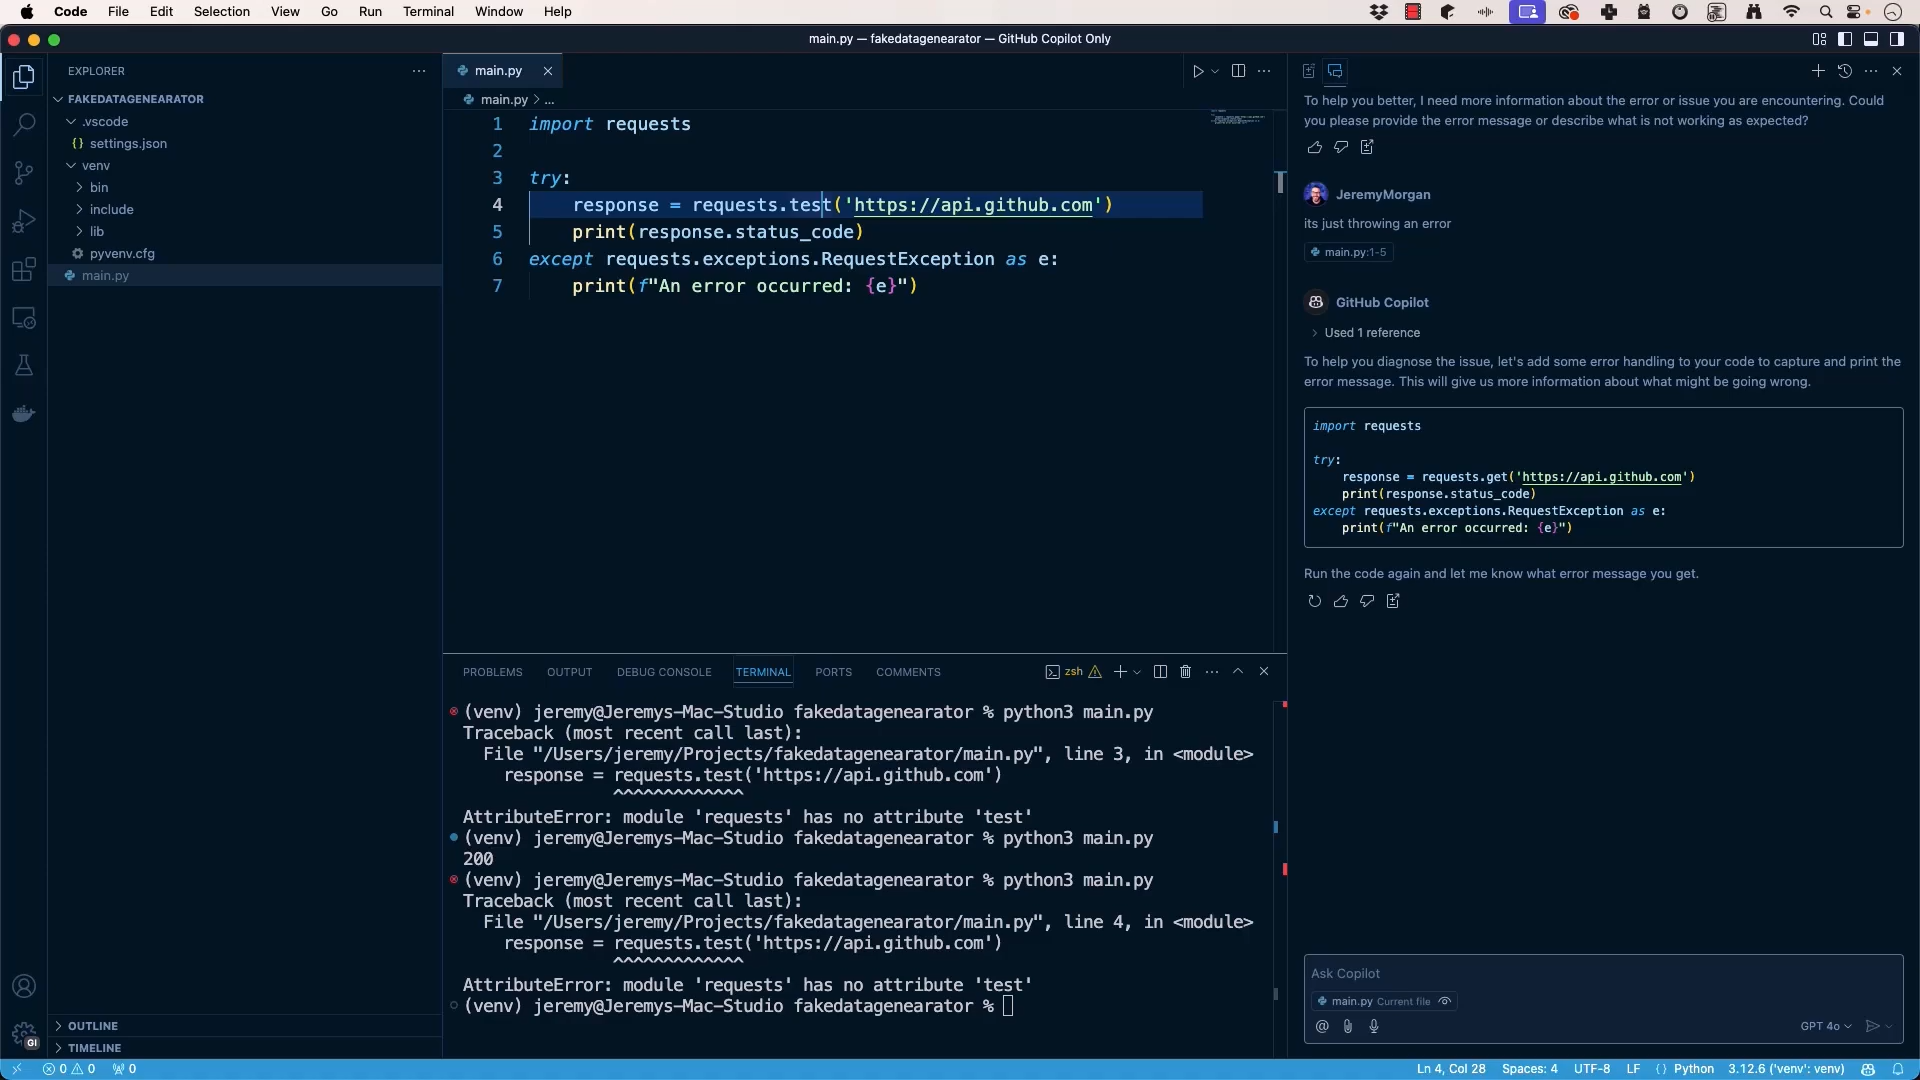 Code File Edit Selection View Go Run Terminal Window Help
main.py — fakedatagenearator — GitHub Copilot Only
EXPLORER
FAKEDATAGENEARATOR
.vscode
{} settings.json
venv
bin
include
lib
pyvenv.cfg
main.py
OUTLINE
TIMELINE
main.py
main.py > ...
1 import requests
2
3 try:
4 response = requests.test('https://api.github.com')
5 print(response.status_code)
6 except requests.exceptions.RequestException as e:
7 print(f"An error occurred: {e}")
PROBLEMS OUTPUT DEBUG CONSOLE TERMINAL PORTS COMMENTS
zsh
(venv) jeremy@Jeremys-Mac-Studio fakedatagenearator % python3 main.py
Traceback (most recent call last):
File "/Users/jeremy/Projects/fakedatagenearator/main.py", line 3, in <module>
response = requests.test('https://api.github.com')
^^^^^^^^^^^^^
AttributeError: module 'requests' has no attribute 'test'
(venv) jeremy@Jeremys-Mac-Studio fakedatagenearator % python3 main.py
200
(venv) jeremy@Jeremys-Mac-Studio fakedatagenearator % python3 main.py
Traceback (most recent call last):
File "/Users/jeremy/Projects/fakedatagenearator/main.py", line 4, in <module>
response = requests.test('https://api.github.com')
^^^^^^^^^^^^^
AttributeError: module 'requests' has no attribute 'test'
(venv) jeremy@Jeremys-Mac-Studio fakedatagenearator %
To help you better, I need more information about the error or issue you are encountering. Could
you please provide the error message or describe what is not working as expected?
JeremyMorgan
its just throwing an error
main.py:1-5
GitHub Copilot
Used 1 reference
To help you diagnose the issue, let's add some error handling to your code to capture and print the
error message. This will give us more information about what might be going wrong.
import requests
try:
response = requests.get('https://api.github.com')
print(response.status_code)
except requests.exceptions.RequestException as e:
print(f"An error occurred: {e}")
Run the code again and let me know what error message you get.
Ask Copilot
main.py Current file
@
GPT 4o
GI
0 0 0
Ln 4, Col 28 Spaces: 4 UTF-8 LF {} Python 3.12.6 ('venv': venv)